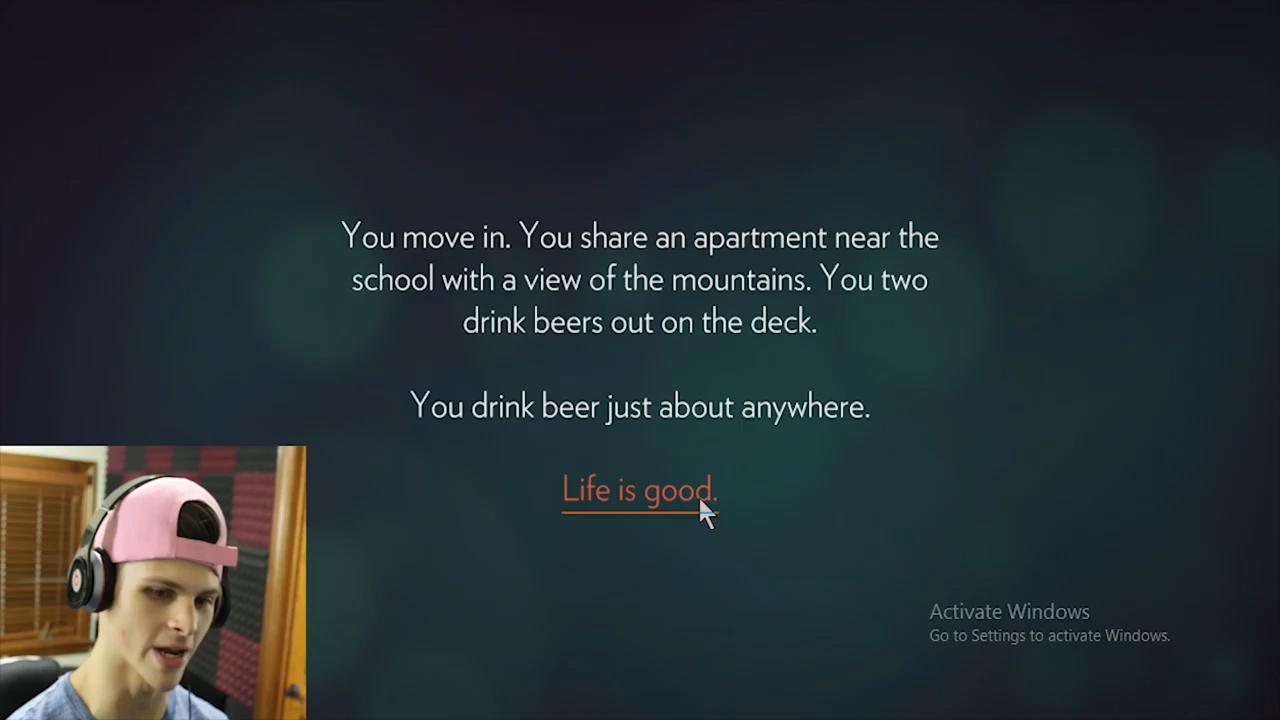 You move in. You share an apartment near the
school with a view of the mountains. You two
drink beers out on the deck.
You drink beer just about anywhere.
Life is good.
Activate Windows
Go to Settings to activate Windows.